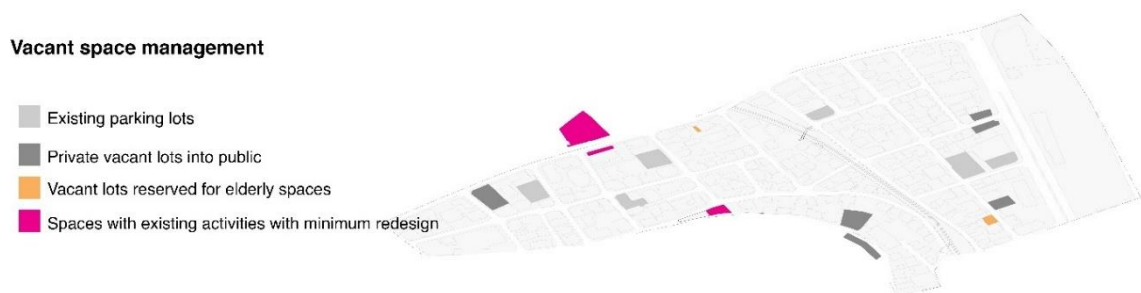 Vacant space management
Existing parking lots
Private vacant lots into public
Vacant lots reserved for elderly spaces
Spaces with existing activities with minimum redesign